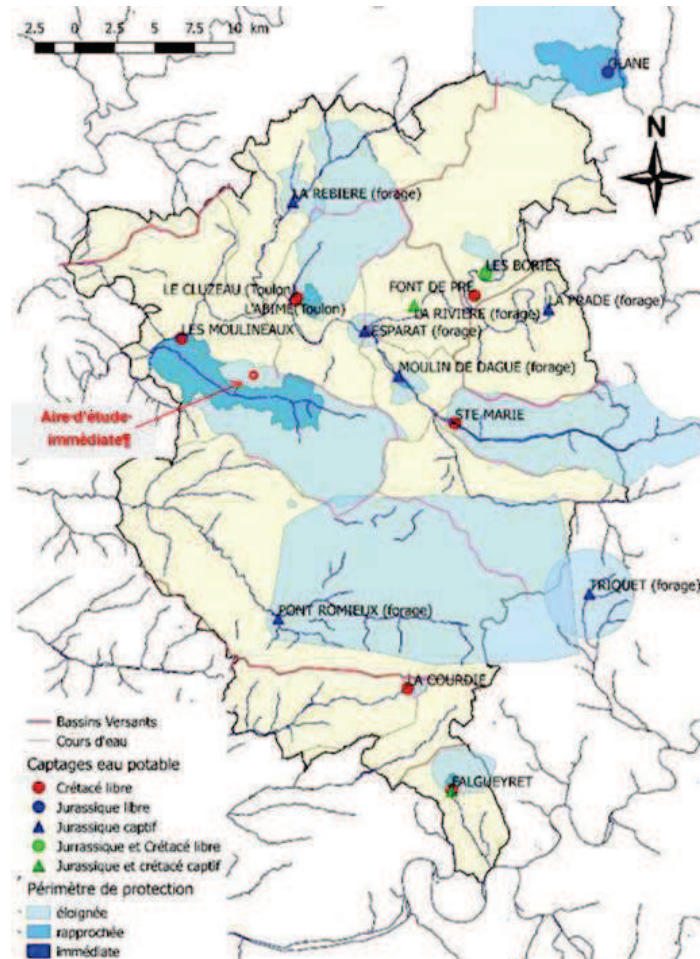 2.5 0 2.5 5 7.5 10 km
GLANE
N
LA REBIERE (forage)
LES BORIES
LE CLUZEAU (Toulon)
FONT DE PRE
L'ABIME (Toulon)
LA RIVIERE (forage)
LA PRADE (forage)
ESPARAT (forage)
LES MOULINEAUX
MOULIN DE DAGUE (forage)
Aire d'étude
immédiate¶
STE MARIE
TRIQUET (forage)
PONT ROMIEUX (forage)
LA COURDIE
FALGUEYRET
Bassins Versants
Cours d'eau
Captages eau potable
Crétacé libre
Jurassique libre
Jurassique captif
Jurrassique et Crétacé libre
Jurassique et crétacé captif
Périmètre de protection
éloignée
rapprochée
immédiate